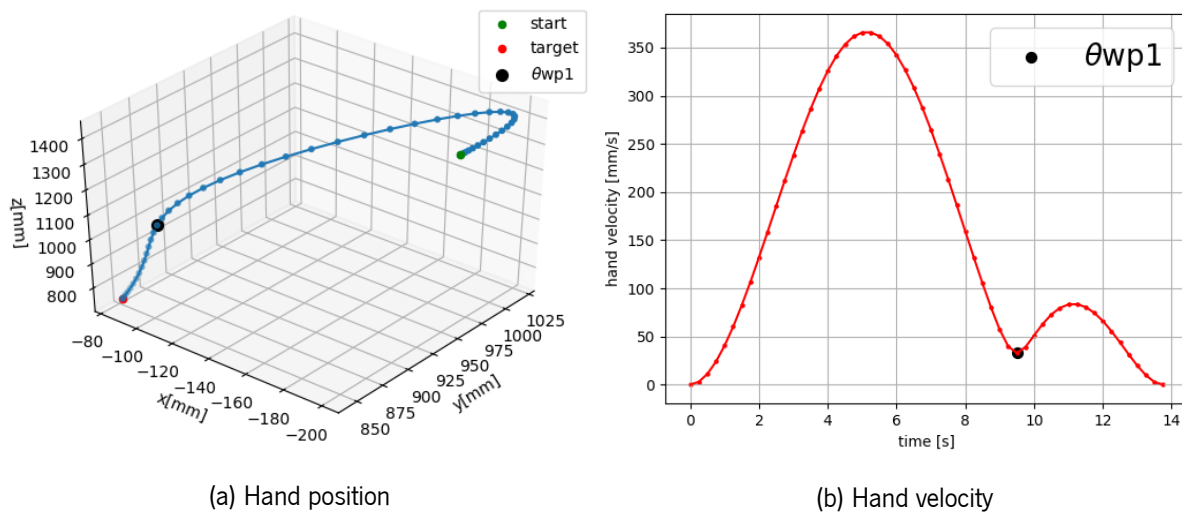 start
target
θwp1
1400
1300
1200
1100
1000
900
800
z[mm]
−80
−100
−120
−140
−160
−180
−200
x[mm]
850
875
900
925
950
975
1000
1025
y[mm]
(a) Hand position
θwp1
350
300
250
200
150
100
50
0
hand velocity [mm/s]
0 2 4 6 8 10 12 14
time [s]
(b) Hand velocity